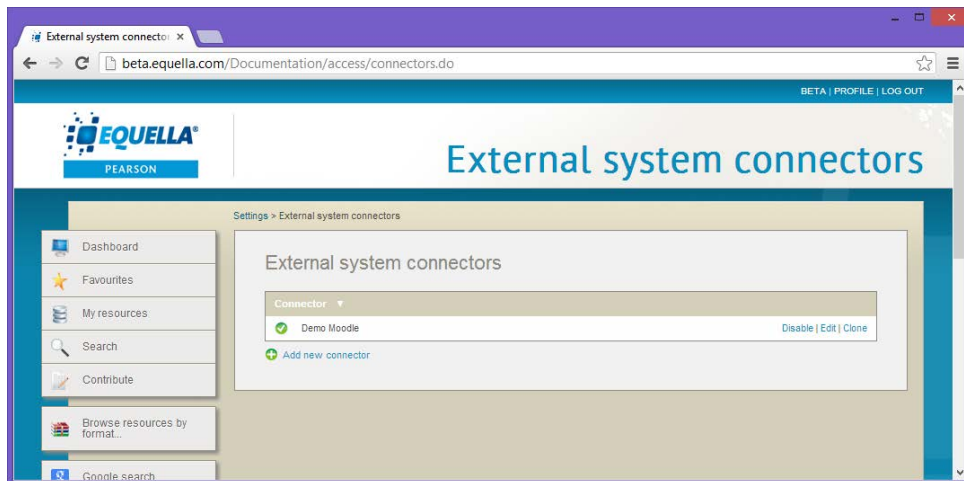 External system connector
beta.equella.com/Documentation/access/connectors.do
BETA | PROFILE | LOG OUT
EQUELLA®
PEARSON
External system connectors
Settings > External system connectors
Dashboard
Favourites
My resources
Search
Contribute
Browse resources by
format...
Google search
External system connectors
Connector
Demo Moodle
Disable | Edit | Clone
Add new connector